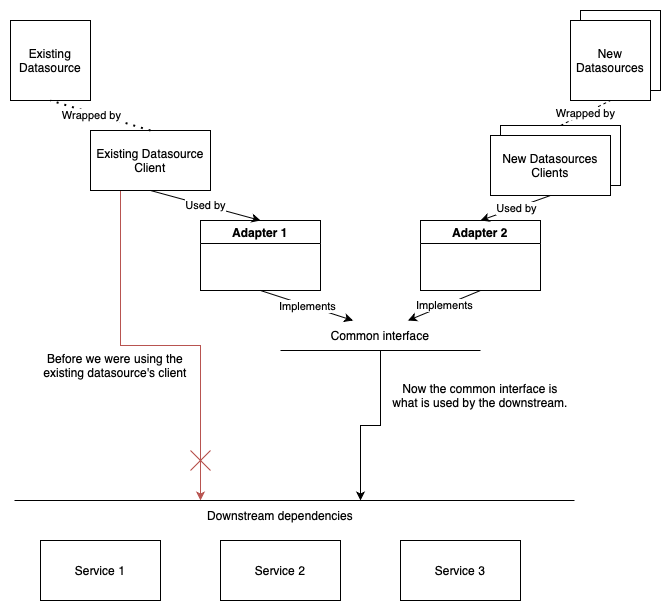 Existing
Datasource
New
Datasources
Wrapped by
Wrapped by
Existing Datasource
Client
New Datasources
Clients
Used by
Used by
Adapter 1
Adapter 2
Implements
Implements
Common interface
Before we were using the
existing datasource's client
Now the common interface is
what is used by the downstream.
Downstream dependencies
Service 1
Service 2
Service 3